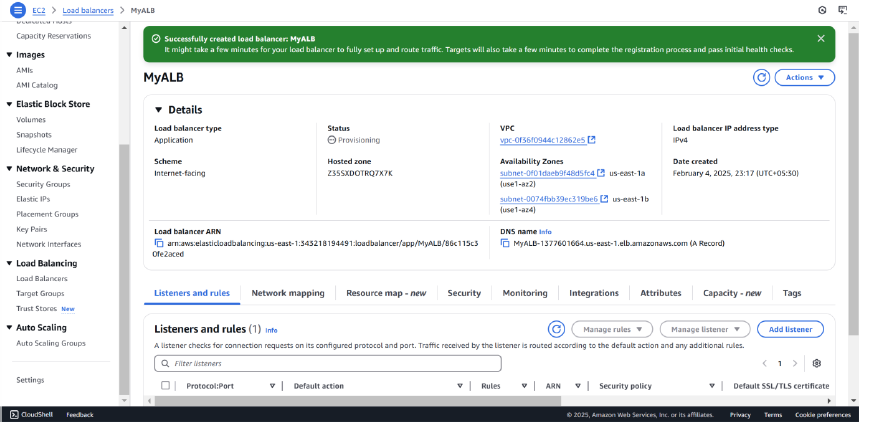 EC2 > Load balancers > MyALB
Dedicated Hosts
Capacity Reservations
Images
AMIs
AMI Catalog
Elastic Block Store
Volumes
Snapshots
Lifecycle Manager
Network & Security
Security Groups
Elastic IPs
Placement Groups
Key Pairs
Network Interfaces
Load Balancing
Load Balancers
Target Groups
Trust Stores New
Auto Scaling
Auto Scaling Groups
Settings
Successfully created load balancer: MyALB
It might take a few minutes for your load balancer to fully set up and route traffic. Targets will also take a few minutes to complete the registration process and pass initial health checks.
MyALB
Actions
Details
Load balancer type
Application
Status
Provisioning
VPC
vpc-0f36f0944c12862e5
Load balancer IP address type
IPv4
Scheme
Internet-facing
Hosted zone
Z35SXDOTRQ7X7K
Availability Zones
subnet-0f01daeb9f48d5fc4 us-east-1a
(use1-az2)
subnet-0074fbb39ec319be6 us-east-1b
(use1-az4)
Date created
February 4, 2025, 23:17 (UTC+05:30)
Load balancer ARN
arn:aws:elasticloadbalancing:us-east-1:343218194491:loadbalancer/app/MyALB/86c115c3
0fe2aced
DNS name Info
MyALB-1377601664.us-east-1.elb.amazonaws.com (A Record)
Listeners and rules
Network mapping
Resource map - new
Security
Monitoring
Integrations
Attributes
Capacity - new
Tags
Listeners and rules (1) Info
Manage rules
Manage listener
Add listener
A listener checks for connection requests on its configured protocol and port. Traffic received by the listener is routed according to the default action and any additional rules.
Filter listeners
1
Protocol:Port
Default action
Rules
ARN
Security policy
Default SSL/TLS certificate
CloudShell
Feedback
© 2025, Amazon Web Services, Inc. or its affiliates.
Privacy
Terms
Cookie preferences